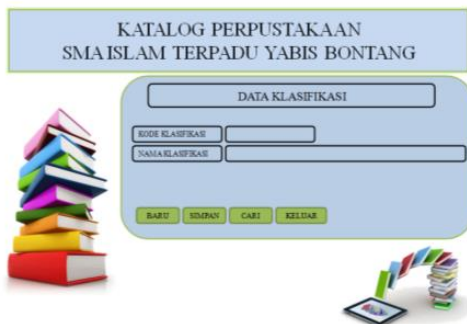 KATALOG PERPUSTAKAAN
SMA ISLAM TERPADU YABIS BONTANG
DATA KLASIFIKASI
KODE KLASIFIKASI
NAMA KLASIFIKASI
BARU SIMPAN CARI KELUAR